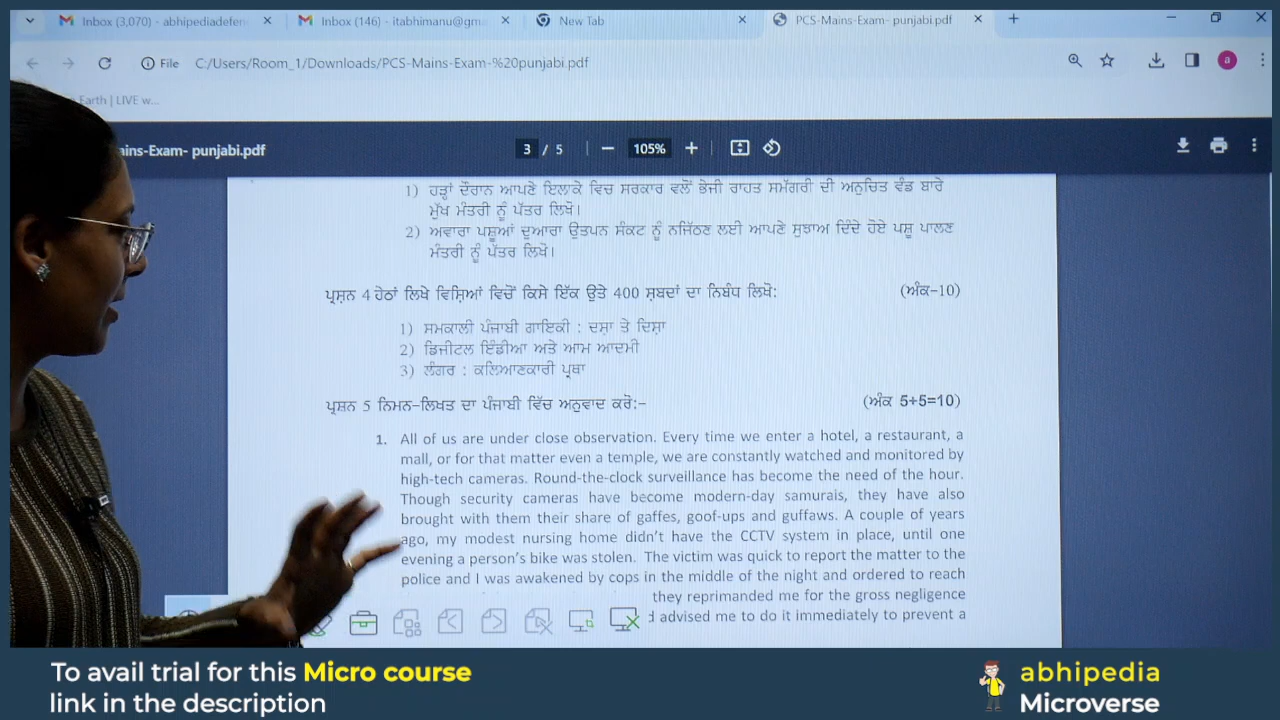 Inbox (3,070) - abhipediadefen
Inbox (146) - itabhimanu@gm
New Tab
PCS-Mains-Exam- punjabi.pdf
File C:/Users/Room_1/Downloads/PCS-Mains-Exam-%20punjabi.pdf
a
Earth | LIVE w...
ins-Exam- punjabi.pdf
3 / 5
105%
1) ਹੜ੍ਹਾਂ ਦੌਰਾਨ ਆਪਣੇ ਇਲਾਕੇ ਵਿਚ ਸਰਕਾਰ ਵਲੋਂ ਭੇਜੀ ਰਾਹਤ ਸਮੱਗਰੀ ਦੀ ਅਨੁਚਿਤ ਵੰਡ ਬਾਰੇ
ਮੁੱਖ ਮੰਤਰੀ ਨੂੰ ਪੱਤਰ ਲਿਖੋ।
2) ਅਵਾਰਾ ਪਸ਼ੂਆਂ ਦੁਆਰਾ ਉਤਪਨ ਸੰਕਟ ਨੂੰ ਨਜਿੱਠਣ ਲਈ ਆਪਣੇ ਸੁਝਾਅ ਦਿੰਦੇ ਹੋਏ ਪਸ਼ੂ ਪਾਲਣ
ਮੰਤਰੀ ਨੂੰ ਪੱਤਰ ਲਿਖੋ।
ਪ੍ਰਸ਼ਨ 4 ਹੇਠਾਂ ਲਿਖੇ ਵਿਸ਼ਿਆਂ ਵਿਚੋਂ ਕਿਸੇ ਇੱਕ ਉਤੇ 400 ਸ਼ਬਦਾਂ ਦਾ ਨਿਬੰਧ ਲਿਖੋ: (ਅੰਕ-10)
1) ਸਮਕਾਲੀ ਪੰਜਾਬੀ ਗਾਇਕੀ : ਦਸ਼ਾ ਤੇ ਦਿਸ਼ਾ
2) ਡਿਜੀਟਲ ਇੰਡੀਆ ਅਤੇ ਆਮ ਆਦਮੀ
3) ਲੰਗਰ : ਕਲਿਆਣਕਾਰੀ ਪ੍ਰਥਾ
ਪ੍ਰਸ਼ਨ 5 ਨਿਮਨ-ਲਿਖਤ ਦਾ ਪੰਜਾਬੀ ਵਿੱਚ ਅਨੁਵਾਦ ਕਰੋ:- (ਅੰਕ 5+5=10)
1. All of us are under close observation. Every time we enter a hotel, a restaurant, a
mall, or for that matter even a temple, we are constantly watched and monitored by
high-tech cameras. Round-the-clock surveillance has become the need of the hour.
Though security cameras have become modern-day samurais, they have also
brought with them their share of gaffes, goof-ups and guffaws. A couple of years
ago, my modest nursing home didn't have the CCTV system in place, until one
evening a person's bike was stolen. The victim was quick to report the matter to the
police and I was awakened by cops in the middle of the night and ordered to reach
they reprimanded me for the gross negligence
d advised me to do it immediately to prevent a
To avail trial for this Micro course
link in the description
abhipedia
Microverse